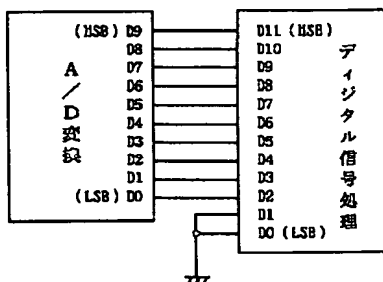 (MSB) D9
D8
D7
D6
D5
D4
D3
D2
D1
(LSB) D0
A/D変換
D11 (MSB)
D10
D9
D8
D7
D6
D5
D4
D3
D2
D1
D0 (LSB)
ディジタル信号処理